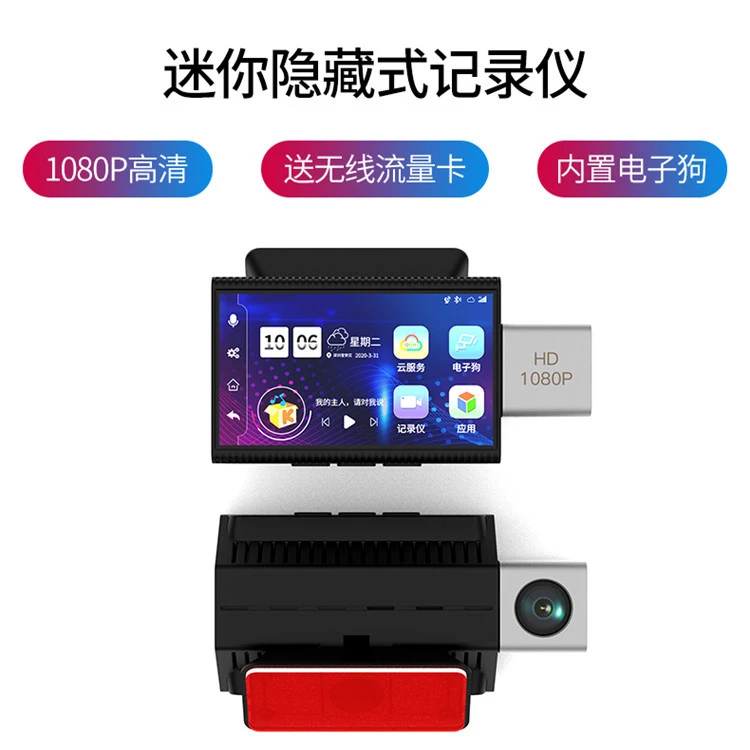 迷你隐藏式记录仪
1080P高清
送无线流量卡
内置电子狗
10 06
星期二
2020-3-31
云服务
电子狗
我的主人，请对我说
K
记录仪
应用
HD
1080P